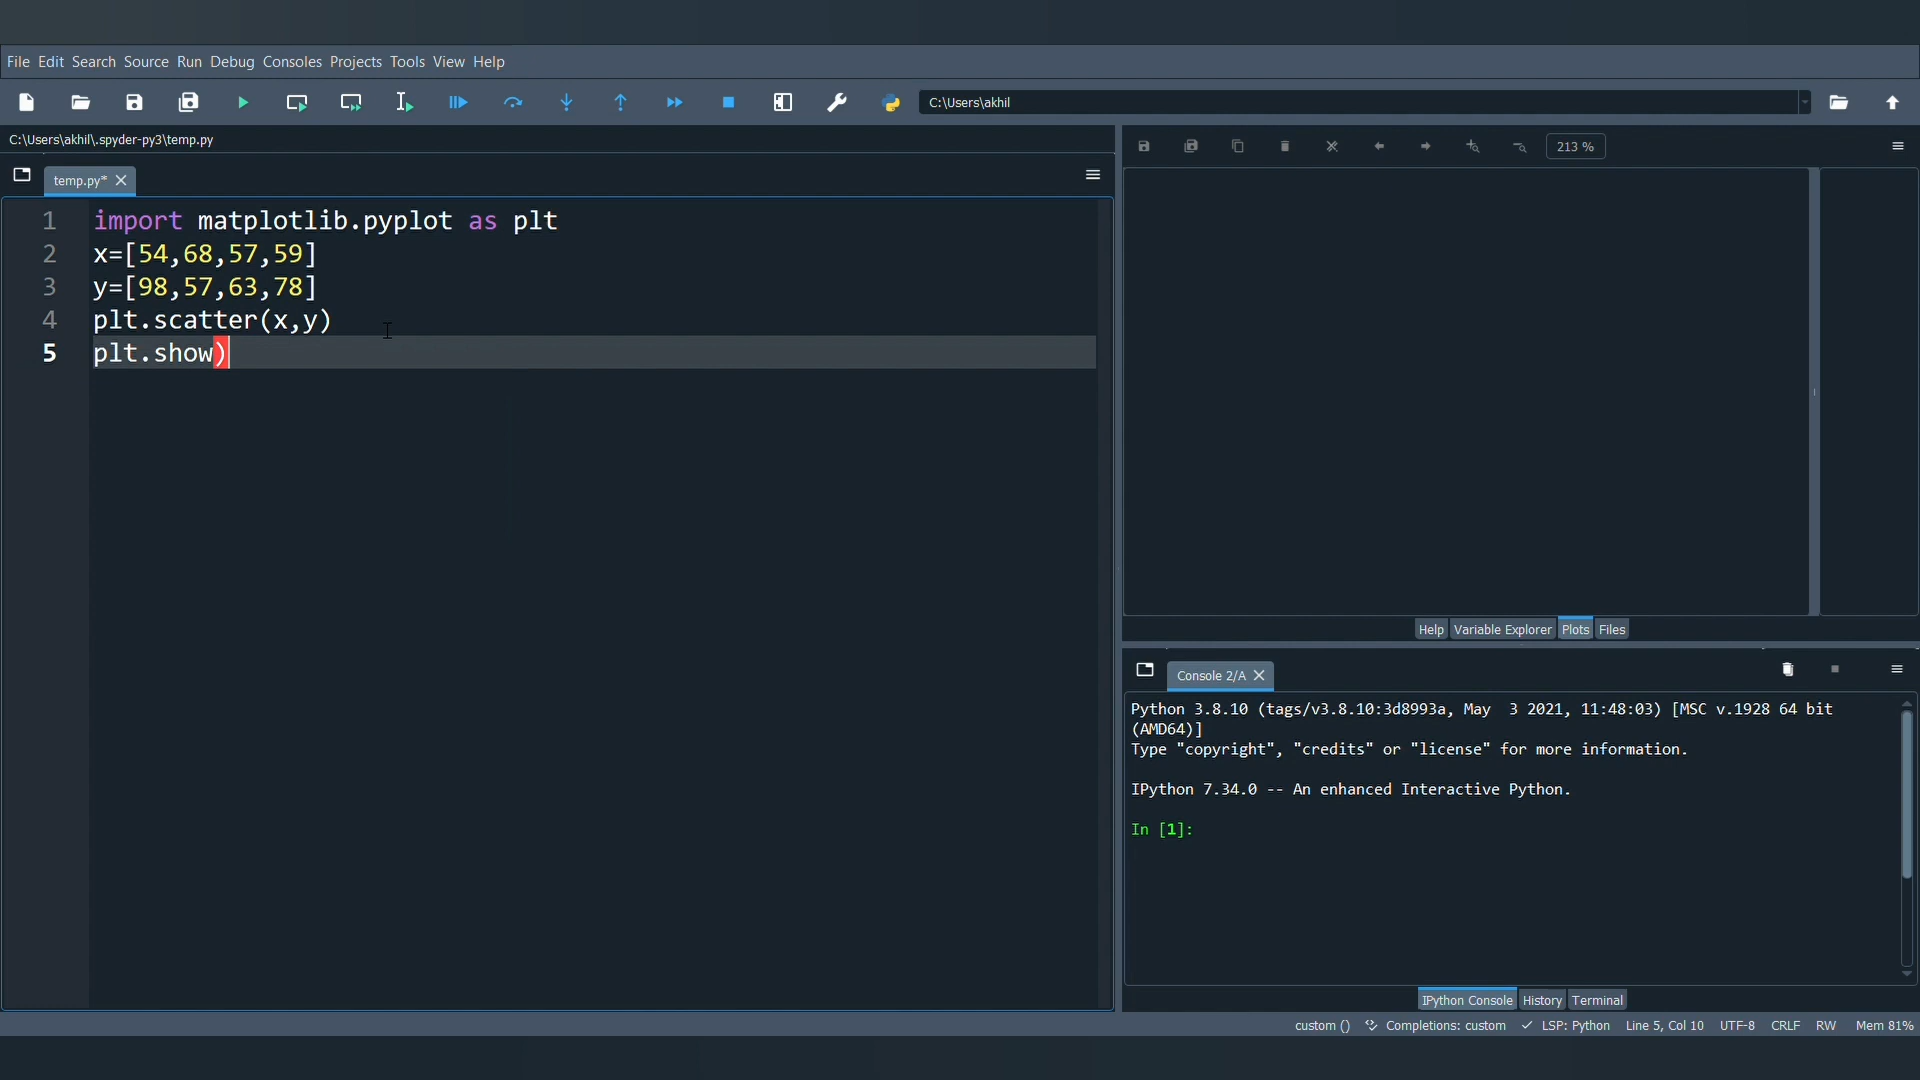 File Edit Search Source Run Debug Consoles Projects Tools View Help
C:\Users\akhil
C:\Users\akhil\.spyder-py3\temp.py
213 %
temp.py*
1 import matplotlib.pyplot as plt
2 x=[54,68,57,59]
3 y=[98,57,63,78]
4 plt.scatter(x,y)
5 plt.show)
Help Variable Explorer Plots Files
Console 2/A
Python 3.8.10 (tags/v3.8.10:3d8993a, May  3 2021, 11:48:03) [MSC v.1928 64 bit
(AMD64)]
Type "copyright", "credits" or "license" for more information.
IPython 7.34.0 -- An enhanced Interactive Python.
In [1]:
IPython Console History Terminal
custom () Completions: custom LSP: Python Line 5, Col 10 UTF-8 CRLF RW Mem 81%